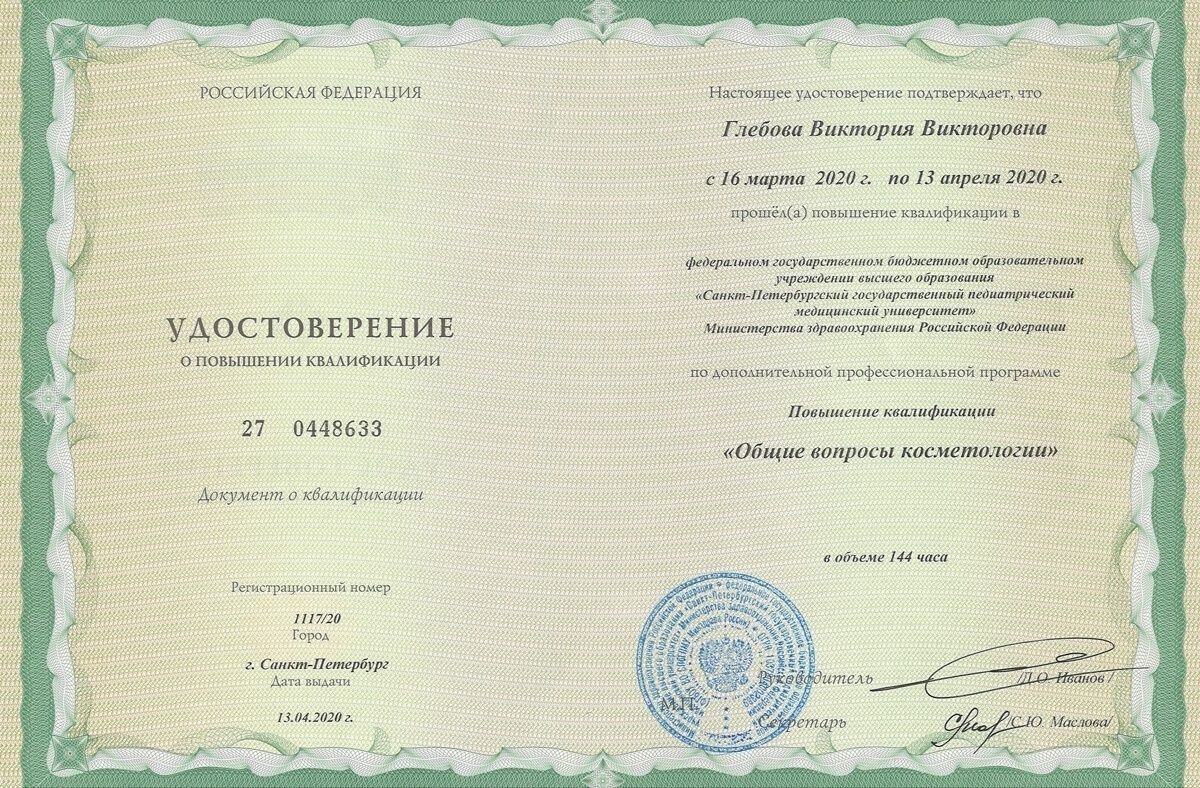 РОССИЙСКАЯ ФЕДЕРАЦИЯ
УДОСТОВЕРЕНИЕ
О ПОВЫШЕНИИ КВАЛИФИКАЦИИ
27 0448633
Документ о квалификации
Регистрационный номер
1117/20
Город
г. Санкт-Петербург
Дата выдачи
13.04.2020 г.
Настоящее удостоверение подтверждает, что
Глебова Виктория Викторовна
с 16 марта 2020 г. по 13 апреля 2020 г.
прошёл(а) повышение квалификации в
федеральном государственном бюджетном образовательном
учреждении высшего образования
«Санкт-Петербургский государственный педиатрический
медицинский университет»
Министерства здравоохранения Российской Федерации
по дополнительной профессиональной программе
Повышение квалификации
«Общие вопросы косметологии»
в объеме 144 часа
Руководитель /Д.О. Иванов /
М.П.
Секретарь /С.Ю. Маслова/